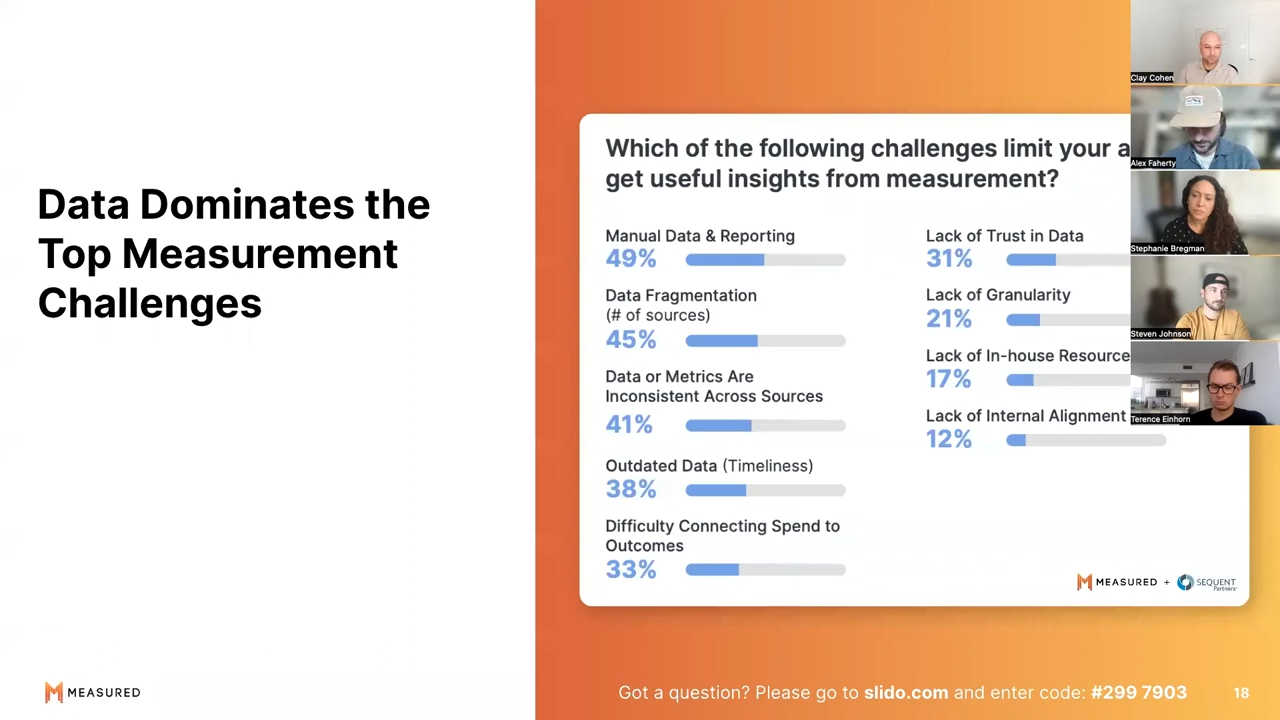 Data Dominates the
Top Measurement
Challenges
Which of the following challenges limit your a
get useful insights from measurement?
Manual Data & Reporting
49%
Data Fragmentation
(# of sources)
45%
Data or Metrics Are
Inconsistent Across Sources
41%
Outdated Data (Timeliness)
38%
Difficulty Connecting Spend to
Outcomes
33%
Lack of Trust in Data
31%
Lack of Granularity
21%
Lack of In-house Resource
17%
Lack of Internal Alignment
12%
MEASURED + SEQUENT
Partners
Clay Cohen
Alex Faherty
Stephanie Bregman
Steven Johnson
Terence Einhorn
MEASURED
Got a question? Please go to slido.com and enter code: #299 7903
18